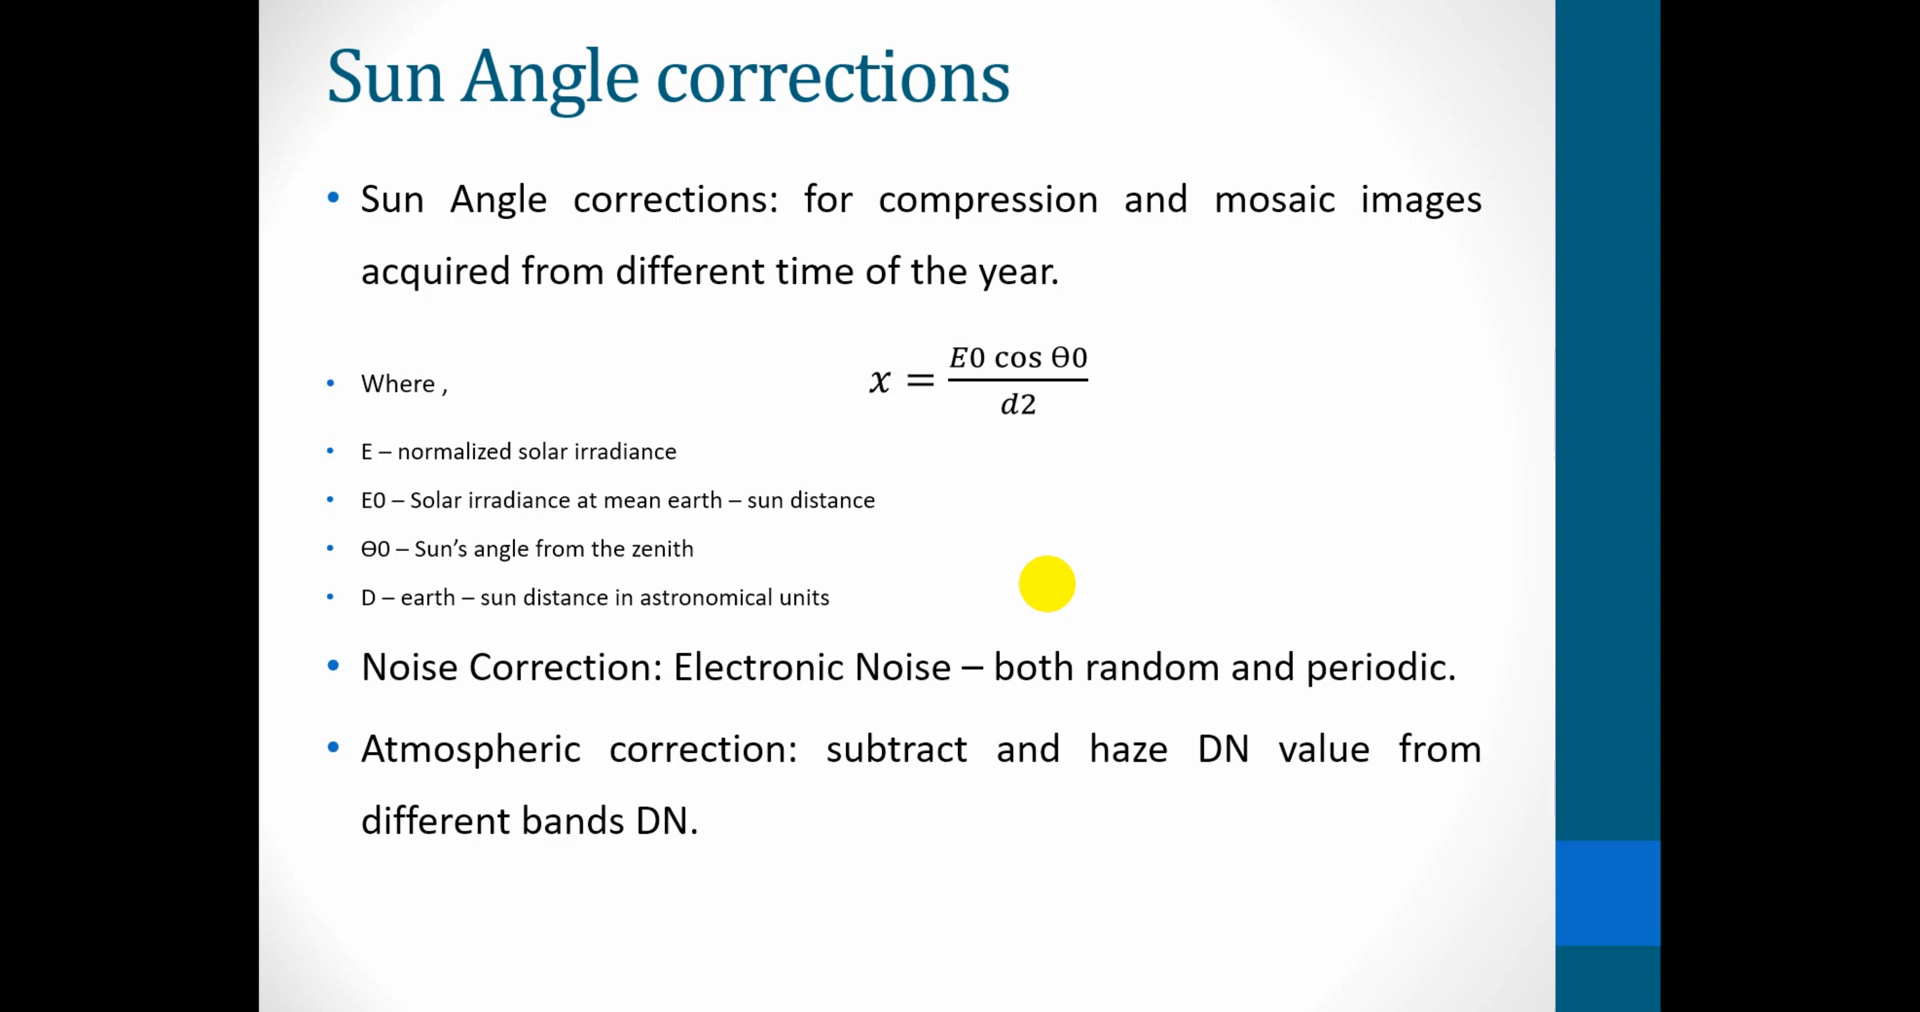 Sun Angle corrections
• Sun Angle corrections: for compression and mosaic images
acquired from different time of the year.
• Where ,
x = E0 cos Ɵ0 / d2
• E – normalized solar irradiance
• E0 – Solar irradiance at mean earth – sun distance
• Ɵ0 – Sun’s angle from the zenith
• D – earth – sun distance in astronomical units
• Noise Correction: Electronic Noise – both random and periodic.
• Atmospheric correction: subtract and haze DN value from
different bands DN.